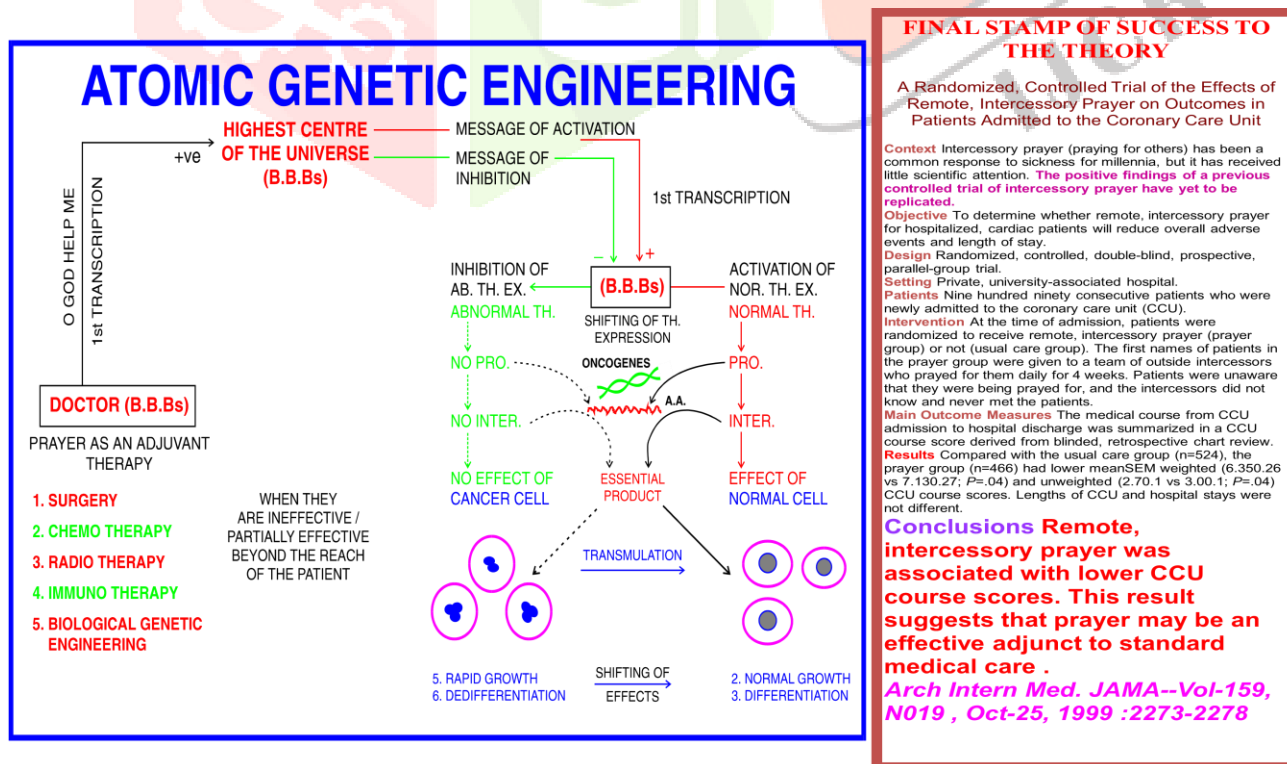 ATOMIC GENETIC ENGINEERING
HIGHEST CENTRE
OF THE UNIVERSE
(B.B.Bs)
+ve
MESSAGE OF ACTIVATION
MESSAGE OF
INHIBITION
1st TRANSCRIPTION
O GOD HELP ME
1st TRANSCRIPTION
DOCTOR (B.B.Bs)
PRAYER AS AN ADJUVANT
THERAPY
1. SURGERY
2. CHEMO THERAPY
3. RADIO THERAPY
4. IMMUNO THERAPY
5. BIOLOGICAL GENETIC
ENGINEERING
WHEN THEY
ARE INEFFECTIVE /
PARTIALLY EFFECTIVE
BEYOND THE REACH
OF THE PATIENT
– +
INHIBITION OF
AB. TH. EX.
ABNORMAL TH.
NO PRO.
NO INTER.
NO EFFECT OF
CANCER CELL
(B.B.Bs)
SHIFTING OF TH.
EXPRESSION
ONCOGENES
A.A.
ESSENTIAL
PRODUCT
ACTIVATION OF
NOR. TH. EX.
NORMAL TH.
PRO.
INTER.
EFFECT OF
NORMAL CELL
TRANSMULATION
5. RAPID GROWTH
6. DEDIFFERENTIATION
SHIFTING OF
EFFECTS
2. NORMAL GROWTH
3. DIFFERENTIATION
FINAL STAMP OF SUCCESS TO
THE THEORY
A Randomized, Controlled Trial of the Effects of
Remote, Intercessory Prayer on Outcomes in
Patients Admitted to the Coronary Care Unit
Context Intercessory prayer (praying for others) has been a
common response to sickness for millennia, but it has received
little scientific attention. The positive findings of a previous
controlled trial of intercessory prayer have yet to be
replicated.
Objective To determine whether remote, intercessory prayer
for hospitalized, cardiac patients will reduce overall adverse
events and length of stay.
Design Randomized, controlled, double-blind, prospective,
parallel-group trial.
Setting Private, university-associated hospital.
Patients Nine hundred ninety consecutive patients who were
newly admitted to the coronary care unit (CCU).
Intervention At the time of admission, patients were
randomized to receive remote, intercessory prayer (prayer
group) or not (usual care group). The first names of patients in
the prayer group were given to a team of outside intercessors
who prayed for them daily for 4 weeks. Patients were unaware
that they were being prayed for, and the intercessors did not
know and never met the patients.
Main Outcome Measures The medical course from CCU
admission to hospital discharge was summarized in a CCU
course score derived from blinded, retrospective chart review.
Results Compared with the usual care group (n=524), the
prayer group (n=466) had lower meanSEM weighted (6.350.26
vs 7.130.27; P=.04) and unweighted (2.70.1 vs 3.00.1; P=.04)
CCU course scores. Lengths of CCU and hospital stays were
not different.
Conclusions Remote,
intercessory prayer was
associated with lower CCU
course scores. This result
suggests that prayer may be an
effective adjunct to standard
medical care .
Arch Intern Med. JAMA--Vol-159,
N019 , Oct-25, 1999 :2273-2278